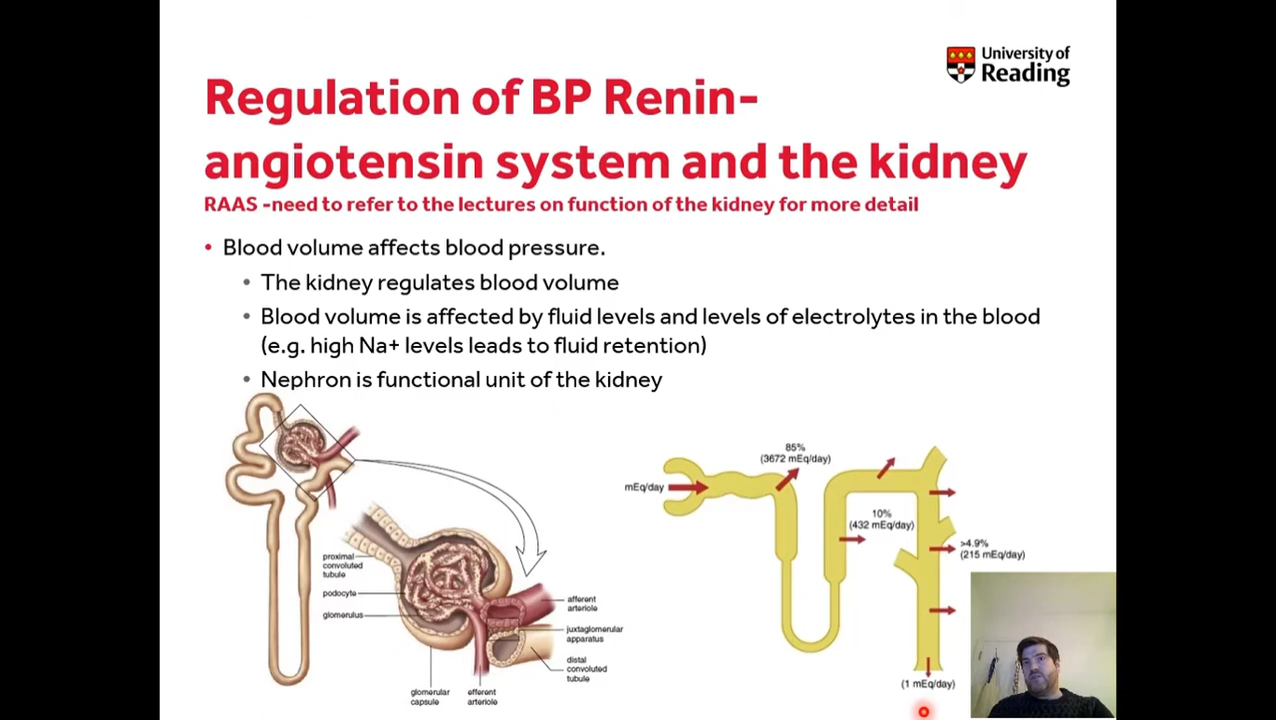 University of
Reading
Regulation of BP Renin-
angiotensin system and the kidney
RAAS -need to refer to the lectures on function of the kidney for more detail
• Blood volume affects blood pressure.
• The kidney regulates blood volume
• Blood volume is affected by fluid levels and levels of electrolytes in the blood
(e.g. high Na+ levels leads to fluid retention)
• Nephron is functional unit of the kidney
proximal
convoluted
tubule
podocyte
glomerulus
glomerular
capsule
efferent
arteriole
afferent
arteriole
juxtaglomerular
apparatus
distal
convoluted
tubule
mEq/day
85%
(3672 mEq/day)
10%
(432 mEq/day)
>4.9%
(215 mEq/day)
(1 mEq/day)